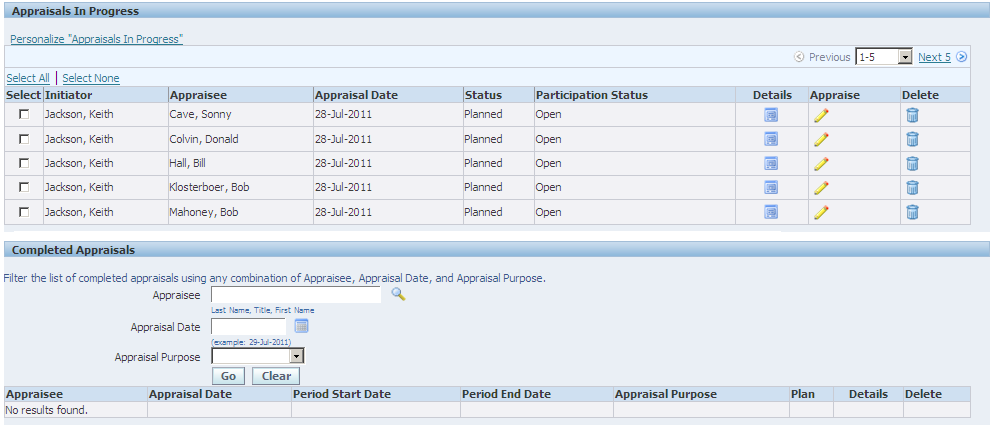 Appraisals In Progress
Personalize "Appraisals In Progress"
Previous 1-5 Next 5
Select All Select None
Select Initiator Appraisee Appraisal Date Status Participation Status Details Appraise Delete
Jackson, Keith Cave, Sonny 28-Jul-2011 Planned Open
Jackson, Keith Colvin, Donald 28-Jul-2011 Planned Open
Jackson, Keith Hall, Bill 28-Jul-2011 Planned Open
Jackson, Keith Klosterboer, Bob 28-Jul-2011 Planned Open
Jackson, Keith Mahoney, Bob 28-Jul-2011 Planned Open
Completed Appraisals
Filter the list of completed appraisals using any combination of Appraisee, Appraisal Date, and Appraisal Purpose.
Appraisee
Last Name, Title, First Name
Appraisal Date
(example: 29-Jul-2011)
Appraisal Purpose
Go Clear
Appraisee Appraisal Date Period Start Date Period End Date Appraisal Purpose Plan Details Delete
No results found.